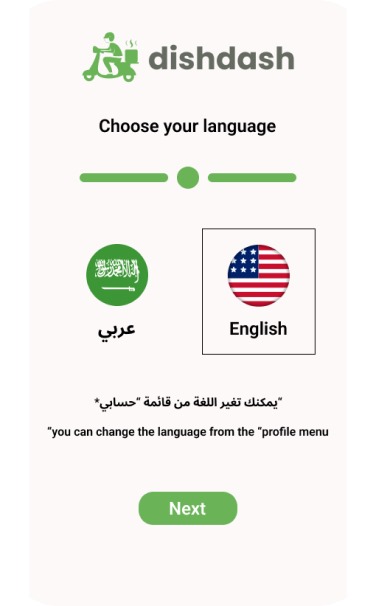 dishdash
Choose your language
عربي
English
*يمكنك تغير اللغة من قائمة "حسابي"
"you can change the language from the "profile menu
Next